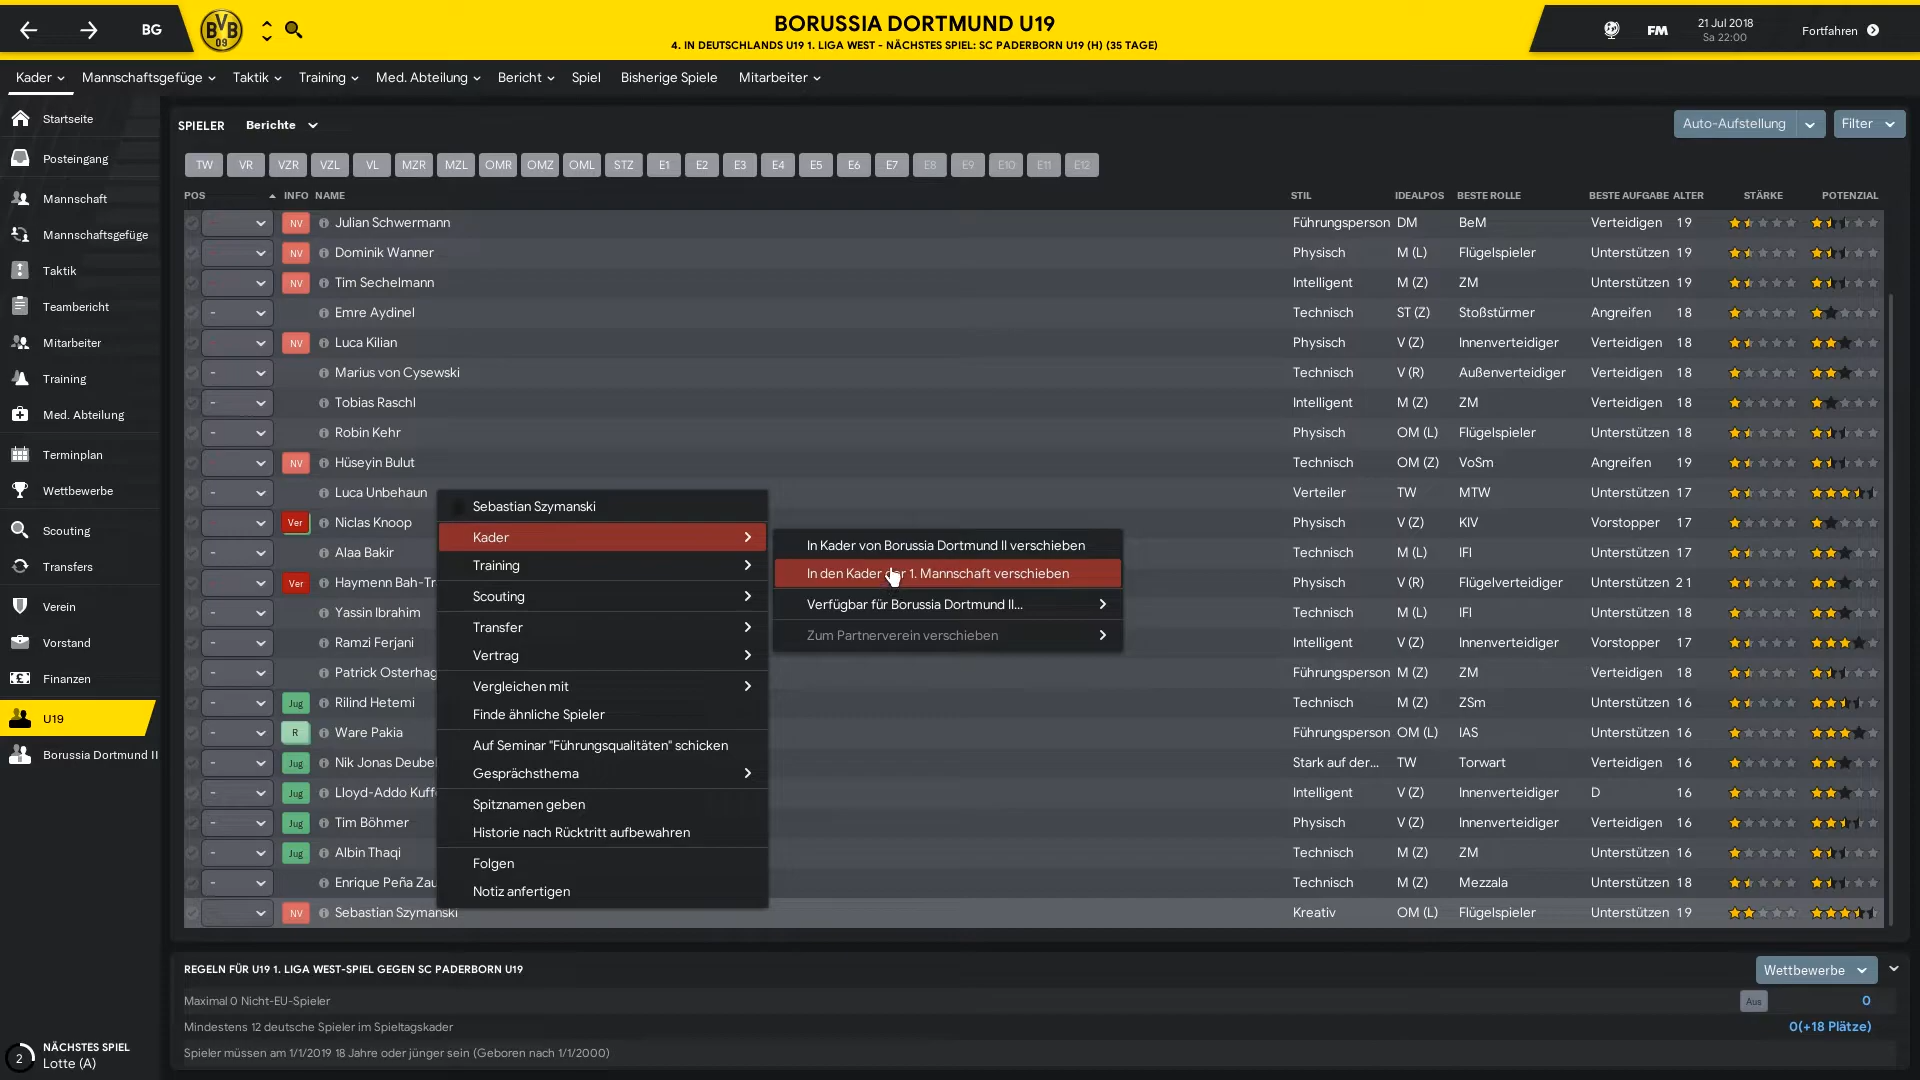 BG
BVB
09
BORUSSIA DORTMUND U19
4. IN DEUTSCHLANDS U19 1. LIGA WEST - NÄCHSTES SPIEL: SC PADERBORN U19 (H) (35 TAGE)
FM
21 Jul 2018
Sa 22:00
Fortfahren
Kader Mannschaftsgefüge Taktik Training Med. Abteilung Bericht Spiel Bisherige Spiele Mitarbeiter
Startseite
Posteingang
Mannschaft
Mannschaftsgefüge
Taktik
Teambericht
Mitarbeiter
Training
Med. Abteilung
Terminplan
Wettbewerbe
Scouting
Transfers
Verein
Vorstand
Finanzen
U19
Borussia Dortmund II
2
NÄCHSTES SPIEL
Lotte (A)
SPIELER Berichte Auto-Aufstellung Filter
TW VR VZR VZL VL MZR MZL OMR OMZ OML STZ E1 E2 E3 E4 E5 E6 E7 E8 E9 E10 E11 E12
POS INFO NAME STIL IDEALPOS BESTE ROLLE BESTE AUFGABE ALTER STÄRKE POTENZIAL
NV Julian Schwermann Führungsperson DM BeM Verteidigen 19
NV Dominik Wanner Physisch M (L) Flügelspieler Unterstützen 19
NV Tim Sechelmann Intelligent M (Z) ZM Unterstützen 19
- Emre Aydinel Technisch ST (Z) Stoßstürmer Angreifen 18
NV Luca Kilian Physisch V (Z) Innenverteidiger Verteidigen 18
- Marius von Cysewski Technisch V (R) Außenverteidiger Verteidigen 18
- Tobias Raschl Intelligent M (Z) ZM Verteidigen 18
- Robin Kehr Physisch OM (L) Flügelspieler Unterstützen 18
NV Hüseyin Bulut Technisch OM (Z) VoSm Angreifen 19
- Luca Unbehaun Verteiler TW MTW Unterstützen 17
- Ver Niclas Knoop Physisch V (Z) KIV Vorstopper 17
- Alaa Bakir Technisch M (L) IFI Unterstützen 17
Ver Haymenn Bah-Tr Physisch V (R) Flügelverteidiger Unterstützen 21
- Yassin Ibrahim Technisch M (L) IFI Unterstützen 18
- Ramzi Ferjani Intelligent V (Z) Innenverteidiger Vorstopper 17
- Patrick Osterhag Führungsperson M (Z) ZM Verteidigen 18
- Jug Rilind Hetemi Technisch M (Z) ZSm Unterstützen 16
- R Ware Pakia Führungsperson OM (L) IAS Unterstützen 16
- Jug Nik Jonas Deubel Stark auf der... TW Torwart Verteidigen 16
- Jug Lloyd-Addo Kuff Intelligent V (Z) Innenverteidiger D 16
- Jug Tim Böhmer Physisch V (Z) Innenverteidiger Verteidigen 16
- Jug Albin Thaqi Technisch M (Z) ZM Unterstützen 16
- Enrique Peña Zau Technisch M (Z) Mezzala Unterstützen 18
NV Sebastian Szymanski Kreativ OM (L) Flügelspieler Unterstützen 19
Sebastian Szymanski
Kader
Training
Scouting
Transfer
Vertrag
Vergleichen mit
Finde ähnliche Spieler
Auf Seminar "Führungsqualitäten" schicken
Gesprächsthema
Spitznamen geben
Historie nach Rücktritt aufbewahren
Folgen
Notiz anfertigen
In Kader von Borussia Dortmund II verschieben
In den Kader der 1. Mannschaft verschieben
Verfügbar für Borussia Dortmund II...
Zum Partnerverein verschieben
REGELN FÜR U19 1. LIGA WEST-SPIEL GEGEN SC PADERBORN U19 Wettbewerbe
Maximal 0 Nicht-EU-Spieler Aus 0
Mindestens 12 deutsche Spieler im Spieltagskader 0(+18 Plätze)
Spieler müssen am 1/1/2019 18 Jahre oder jünger sein (Geboren nach 1/1/2000)